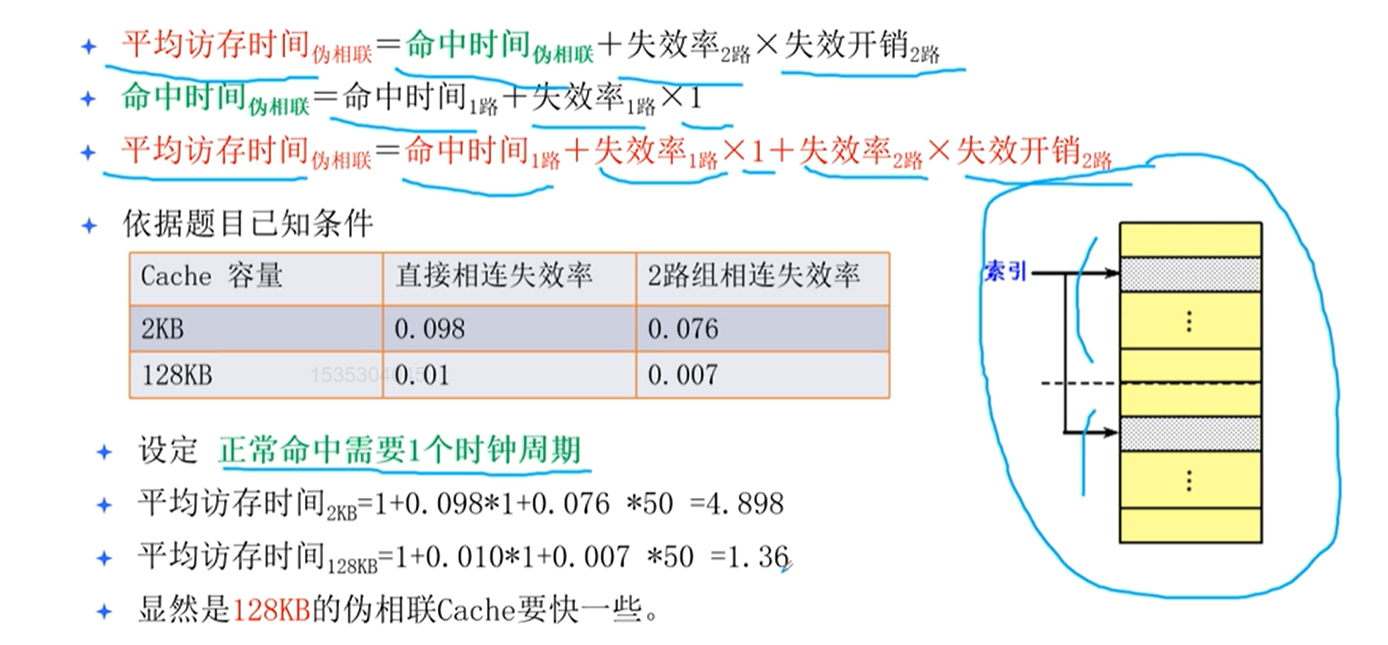 平均访存时间伪相联=命中时间伪相联+失效率2路×失效开销2路
命中时间伪相联=命中时间1路+失效率1路×1
平均访存时间伪相联=命中时间1路+失效率1路×1+失效率2路×失效开销2路
依据题目已知条件
Cache 容量 直接相连失效率 2路组相连失效率
2KB 0.098 0.076
128KB 0.01 0.007
索引
设定 正常命中需要1个时钟周期
平均访存时间2KB=1+0.098*1+0.076 *50 =4.898
平均访存时间128KB=1+0.010*1+0.007 *50 =1.36
显然是128KB的伪相联Cache要快一些。